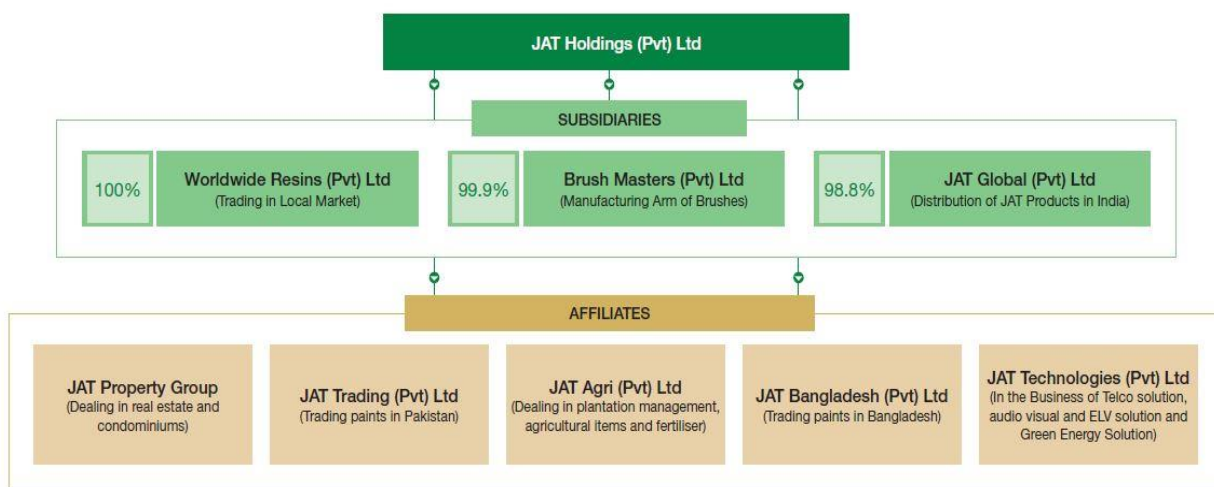 JAT Holdings (Pvt) Ltd
SUBSIDIARIES
100%
Worldwide Resins (Pvt) Ltd
(Trading in Local Market)
99.9%
Brush Masters (Pvt) Ltd
(Manufacturing Arm of Brushes)
98.8%
JAT Global (Pvt) Ltd
(Distribution of JAT Products in India)
AFFILIATES
JAT Property Group
(Dealing in real estate and
condominiums)
JAT Trading (Pvt) Ltd
(Trading paints in Pakistan)
JAT Agri (Pvt) Ltd
(Dealing in plantation management,
agricultural items and fertiliser)
JAT Bangladesh (Pvt) Ltd
(Trading paints in Bangladesh)
JAT Technologies (Pvt) Ltd
(In the Business of Telco solution,
audio visual and ELV solution and
Green Energy Solution)